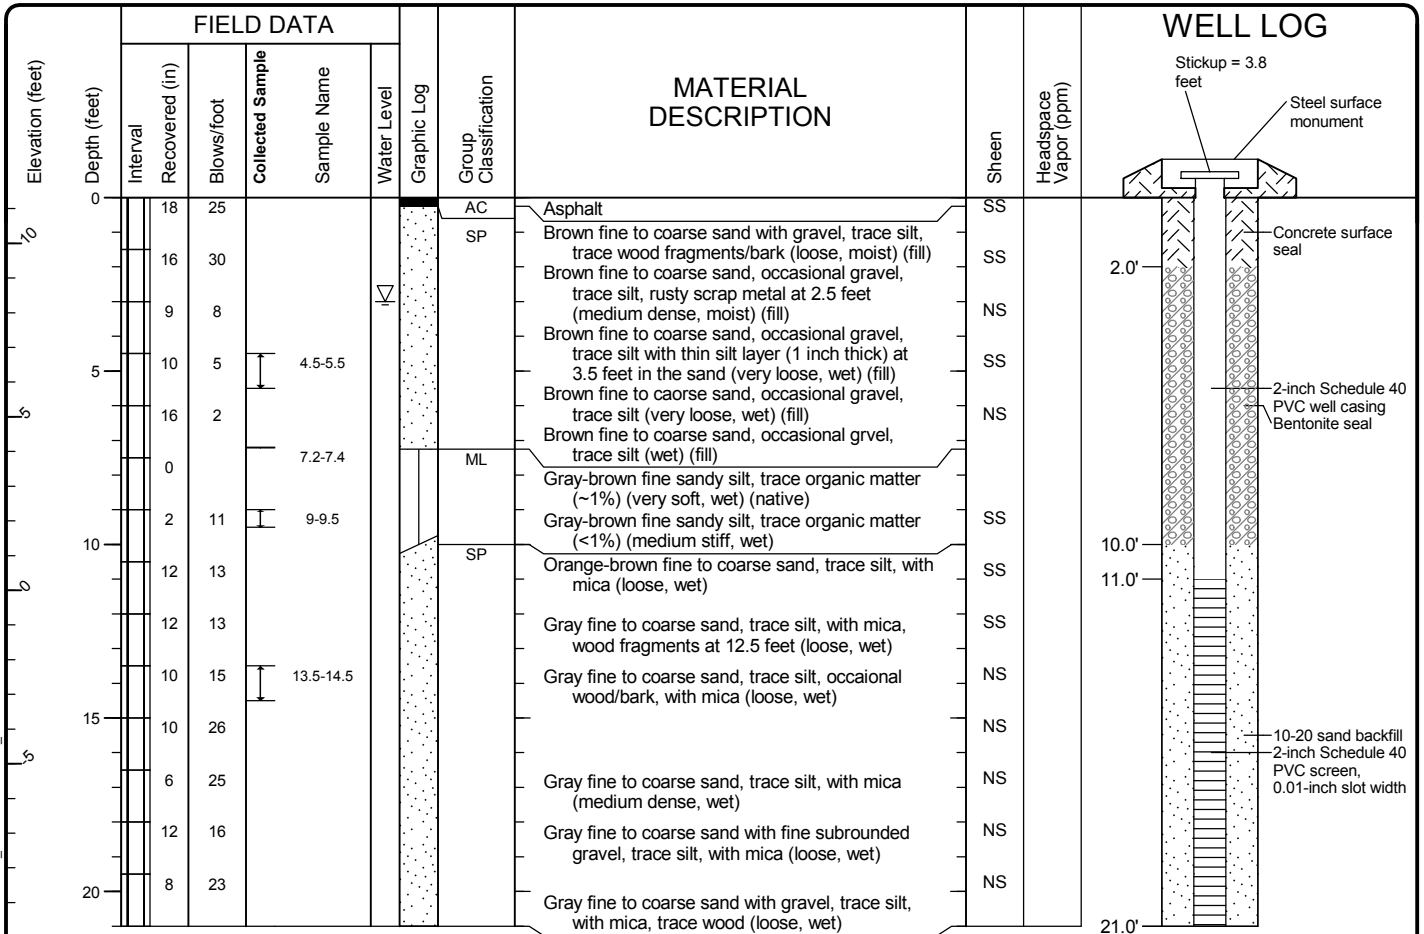 FIELD DATA
WELL LOG
Elevation (feet)
Depth (feet)
Interval
Recovered (in)
Blows/foot
Collected Sample
Sample Name
Water Level
Graphic Log
Group
Classification
MATERIAL
DESCRIPTION
Sheen
Headspace
Vapor (ppm)
Stickup = 3.8
feet
Steel surface
monument
0
18 25
AC
Asphalt
SS
10
SP
Brown fine to coarse sand with gravel, trace silt,
trace wood fragments/bark (loose, moist) (fill)
Concrete surface
seal
16 30
SS
2.0'
Brown fine to coarse sand, occasional gravel,
trace silt, rusty scrap metal at 2.5 feet
(medium dense, moist) (fill)
9 8
NS
Brown fine to coarse sand, occasional gravel,
trace silt with thin silt layer (1 inch thick) at
3.5 feet in the sand (very loose, wet) (fill)
10 5
4.5-5.5
SS
5
Brown fine to caorse sand, occasional gravel,
trace silt (very loose, wet) (fill)
2-inch Schedule 40
PVC well casing
Bentonite seal
5
16 2
NS
Brown fine to coarse sand, occasional grvel,
trace silt (wet) (fill)
0
7.2-7.4
ML
Gray-brown fine sandy silt, trace organic matter
(~1%) (very soft, wet) (native)
2 11
9-9.5
SS
Gray-brown fine sandy silt, trace organic matter
(<1%) (medium stiff, wet)
10
10.0'
SP
Orange-brown fine to coarse sand, trace silt, with
mica (loose, wet)
12 13
SS
11.0'
0
12 13
SS
Gray fine to coarse sand, trace silt, with mica,
wood fragments at 12.5 feet (loose, wet)
10 15
13.5-14.5
NS
Gray fine to coarse sand, trace silt, occaional
wood/bark, with mica (loose, wet)
15
10 26
NS
10-20 sand backfill
2-inch Schedule 40
PVC screen,
0.01-inch slot width
-5
6 25
NS
Gray fine to coarse sand, trace silt, with mica
(medium dense, wet)
12 16
NS
Gray fine to coarse sand with fine subrounded
gravel, trace silt, with mica (loose, wet)
8 23
NS
20
Gray fine to coarse sand with gravel, trace silt,
with mica, trace wood (loose, wet)
21.0'